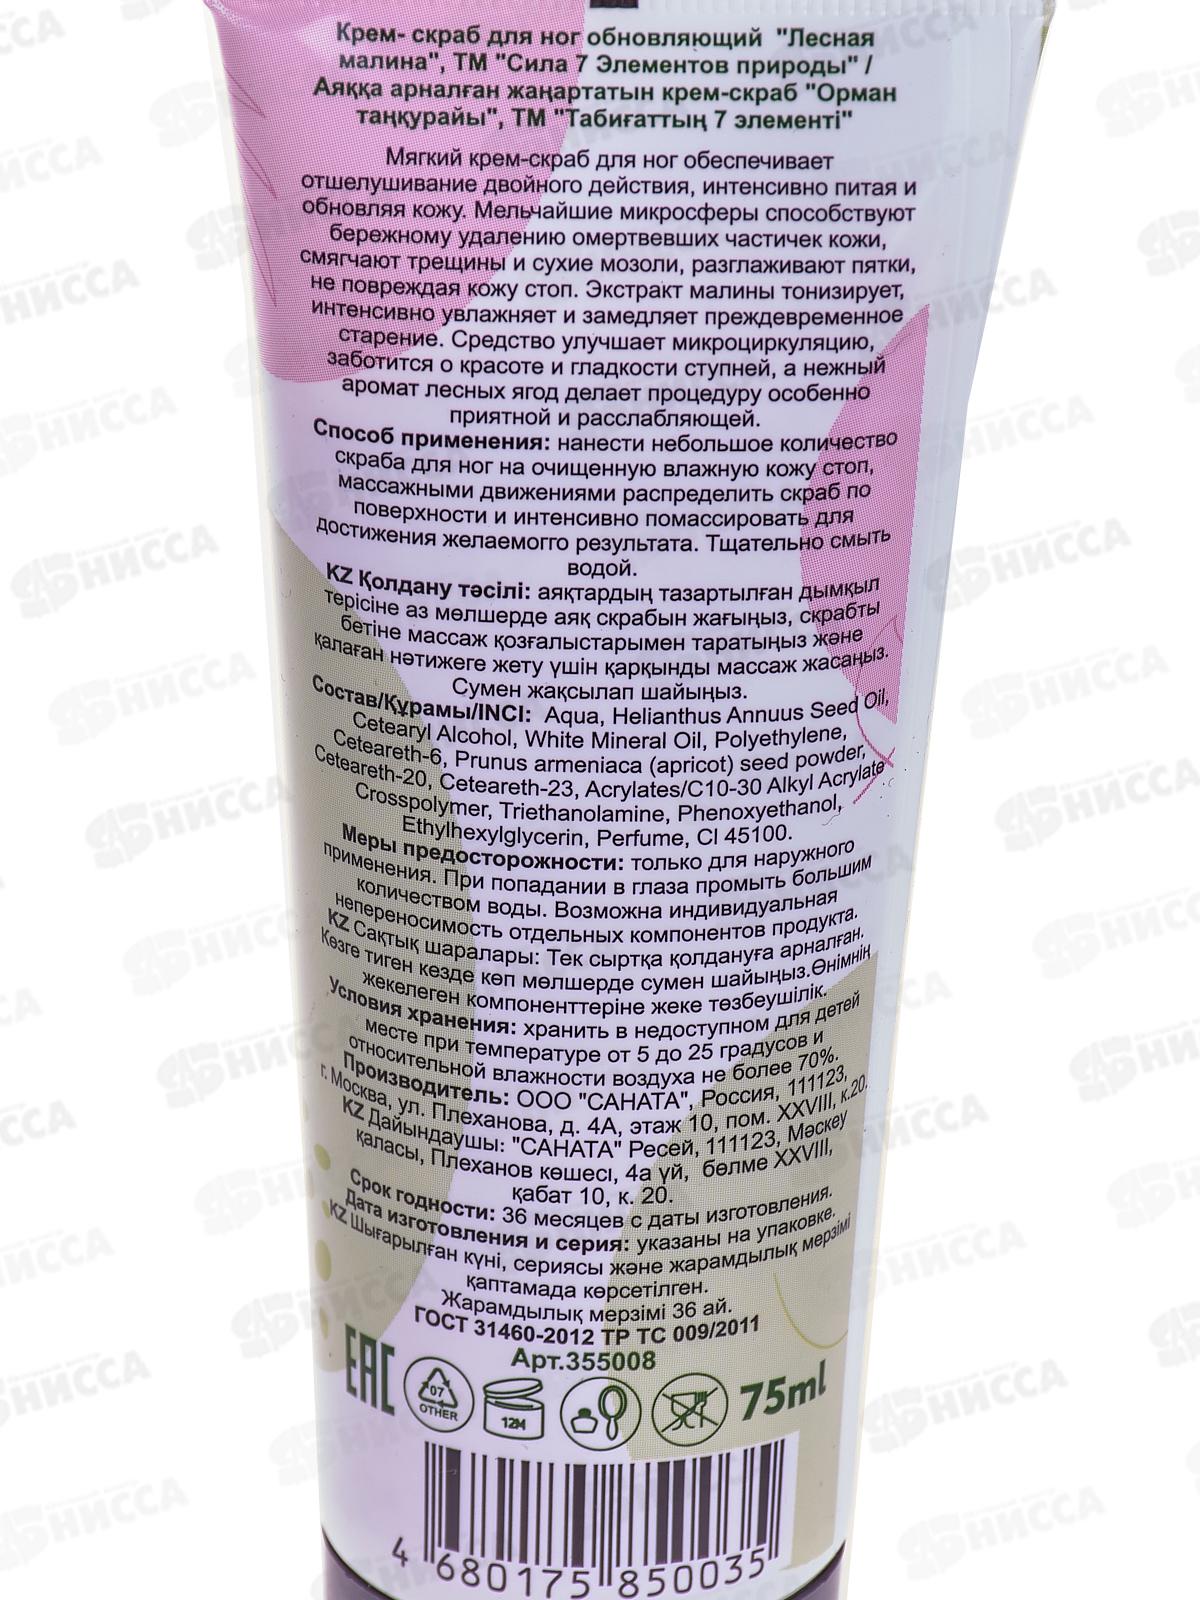 Крем- скраб для ног обновляющий "Лесная
малина", ТМ "Сила 7 Элементов природы" /
Аяққа арналған жаңартатын крем-скраб "Орман
таңқурайы", ТМ "Табиғаттың 7 элементі"
Мягкий крем-скраб для ног обеспечивает
отшелушивание двойного действия, интенсивно питая и
обновляя кожу. Мельчайшие микросферы способствуют
бережному удалению омертвевших частичек кожи,
смягчают трещины и сухие мозоли, разглаживают пятки,
не повреждая кожу стоп. Экстракт малины тонизирует,
интенсивно увлажняет и замедляет преждевременное
старение. Средство улучшает микроциркуляцию,
заботится о красоте и гладкости ступней, а нежный
аромат лесных ягод делает процедуру особенно
приятной и расслабляющей.
Способ применения: нанести небольшое количество
скраба для ног на очищенную влажную кожу стоп,
массажными движениями распределить скраб по
поверхности и интенсивно помассировать для
достижения желаемогго результата. Тщательно смыть
водой.
KZ Қолдану тәсілі: аяқтардың тазартылған дымқыл
терісіне аз мөлшерде аяқ скрабын жағыңыз, скрабты
бетіне массаж қозғалыстарымен таратыңыз және
қалаған нәтижеге жету үшін қарқынды массаж жасаңыз.
Сумен жақсылап шайыңыз.
Состав/Құрамы/INCI: Aqua, Helianthus Annuus Seed Oil,
Cetearyl Alcohol, White Mineral Oil, Polyethylene,
Ceteareth-6, Prunus armeniaca (apricot) seed powder,
Ceteareth-20, Ceteareth-23, Acrylates/C10-30 Alkyl Acrylate
Crosspolymer, Triethanolamine, Phenoxyethanol,
Ethylhexylglycerin, Perfume, CI 45100.
Меры предосторожности: только для наружного
применения. При попадании в глаза промыть большим
количеством воды. Возможна индивидуальная
непереносимость отдельных компонентов продукта.
KZ Сақтық шаралары: Тек сыртқа қолдануға арналған.
Көзге тиген кезде көп мөлшерде сумен шайыңыз.Өнімнің
жекелеген компоненттеріне жеке төзбеушілік.
Условия хранения: хранить в недоступном для детей
месте при температуре от 5 до 25 градусов и
относительной влажности воздуха не более 70%.
Производитель: ООО "САНАТА", Россия, 111123,
г. Москва, ул. Плеханова, д. 4А, этаж 10, пом. XXVIII, к.20.
KZ Дайындаушы: "САНАТА" Ресей, 111123, Мәскеу
қаласы, Плеханов көшесі, 4а үй, бөлме XXVIII,
қабат 10, к. 20.
Срок годности: 36 месяцев с даты изготовления.
Дата изготовления и серия: указаны на упаковке.
KZ Шығарылған күні, сериясы және жарамдылық мерзімі
қаптамада көрсетілген.
Жарамдылық мерзімі 36 ай.
ГОСТ 31460-2012 ТР ТС 009/2011
Арт.355008
EAC 07 OTHER 12M 75ml
4 680175 850035